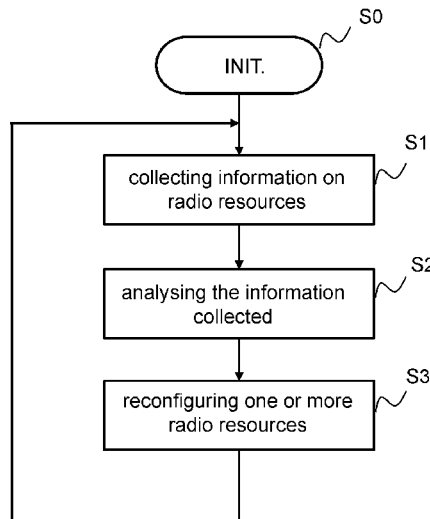 S0
INIT.
S1
collecting information on
radio resources
S2
analysing the information
collected
S3
reconfiguring one or more
radio resources